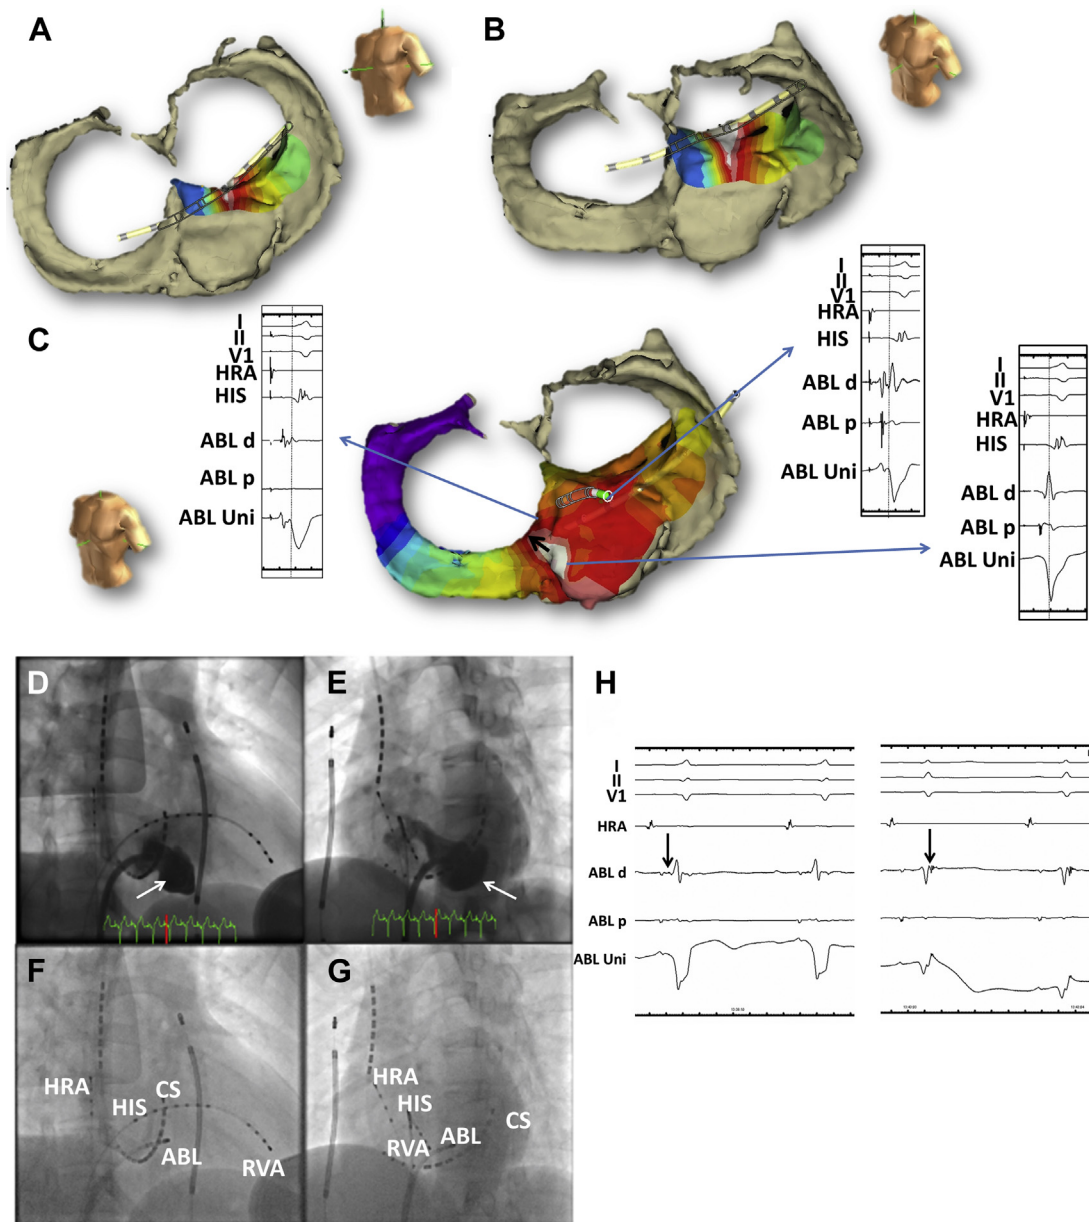 A
B
C
I
II
V1
HRA
HIS
ABL d
ABL p
ABL Uni
I
II
V1
HRA
HIS
ABL d
ABL p
ABL Uni
I
II
V1
HRA
HIS
ABL d
ABL p
ABL Uni
D
E
F
HRA
HIS
CS
ABL
RVA
G
HRA
HIS
CS
RVA
ABL
H
I
II
V1
HRA
ABL d
ABL p
ABL Uni